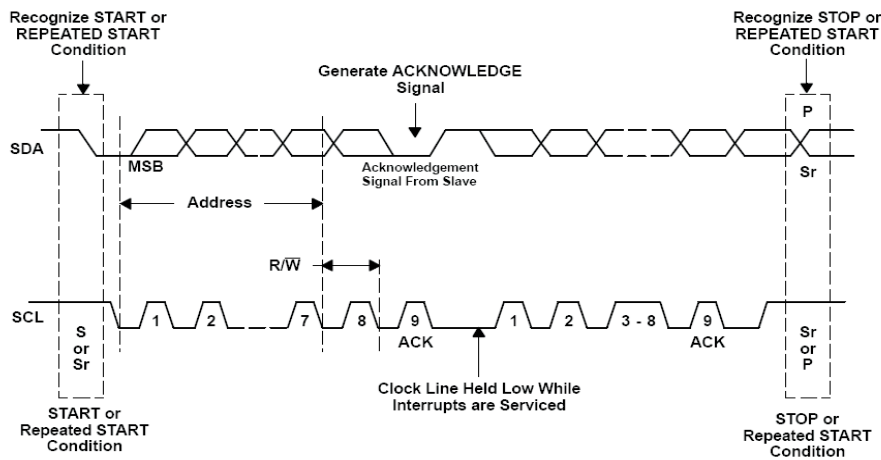 Recognize START or
REPEATED START
Condition
Recognize STOP or
REPEATED START
Condition
Generate ACKNOWLEDGE
Signal
P
SDA
MSB
Acknowledgement
Signal From Slave
Sr
Address
R/W̅
SCL
S
or
Sr
1
2
7
8
9
ACK
1
2
3 - 8
9
ACK
Sr
or
P
Clock Line Held Low While
Interrupts are Serviced
START or
Repeated START
Condition
STOP or
Repeated START
Condition